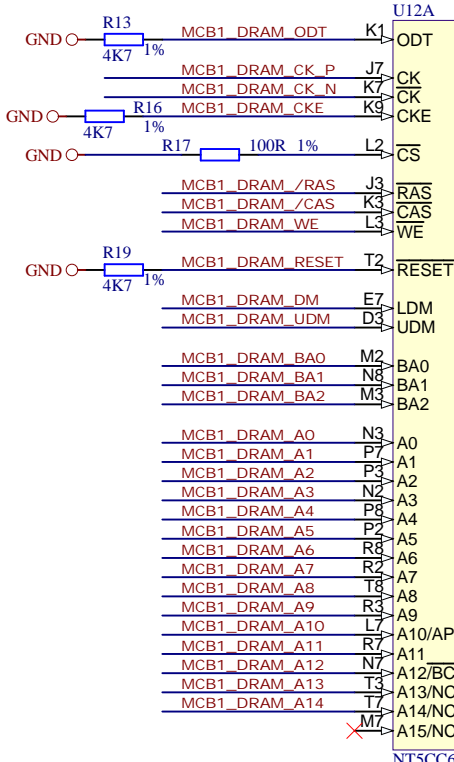 U12A
R13
GND
4K7 1%
MCB1_DRAM_ODT K1 ODT
MCB1_DRAM_CK_P J7 CK
MCB1_DRAM_CK_N K7 CK
GND R16 MCB1_DRAM_CKE K9 CKE
4K7 1%
GND R17 100R 1% L2 CS
MCB1_DRAM_/RAS J3 RAS
MCB1_DRAM_/CAS K3 CAS
MCB1_DRAM_WE L3 WE
R19
GND MCB1_DRAM_RESET T2 RESET
4K7 1%
MCB1_DRAM_DM E7 LDM
MCB1_DRAM_UDM D3 UDM
MCB1_DRAM_BA0 M2 BA0
MCB1_DRAM_BA1 N8 BA1
MCB1_DRAM_BA2 M3 BA2
MCB1_DRAM_A0 N3 A0
MCB1_DRAM_A1 P7 A1
MCB1_DRAM_A2 P3 A2
MCB1_DRAM_A3 N2 A3
MCB1_DRAM_A4 P8 A4
MCB1_DRAM_A5 P2 A5
MCB1_DRAM_A6 R8 A6
MCB1_DRAM_A7 R2 A7
MCB1_DRAM_A8 T8 A8
MCB1_DRAM_A9 R3 A9
MCB1_DRAM_A10 L7 A10/AP
MCB1_DRAM_A11 R7 A11
MCB1_DRAM_A12 N7 A12/BC
MCB1_DRAM_A13 T3 A13/NC
MCB1_DRAM_A14 T7 A14/NC
M7 A15/NC
NT5CC6